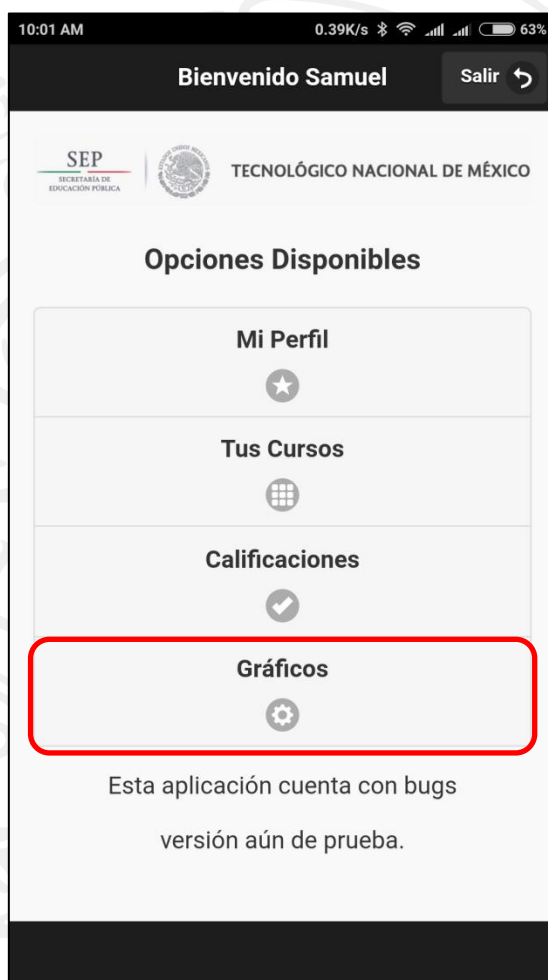 10:01 AM 0.39K/s 63%
Bienvenido Samuel Salir
SEP
SECRETARÍA DE
EDUCACIÓN PÚBLICA
TECNOLÓGICO NACIONAL DE MÉXICO
Opciones Disponibles
Mi Perfil
Tus Cursos
Calificaciones
Gráficos
Esta aplicación cuenta con bugs
versión aún de prueba.